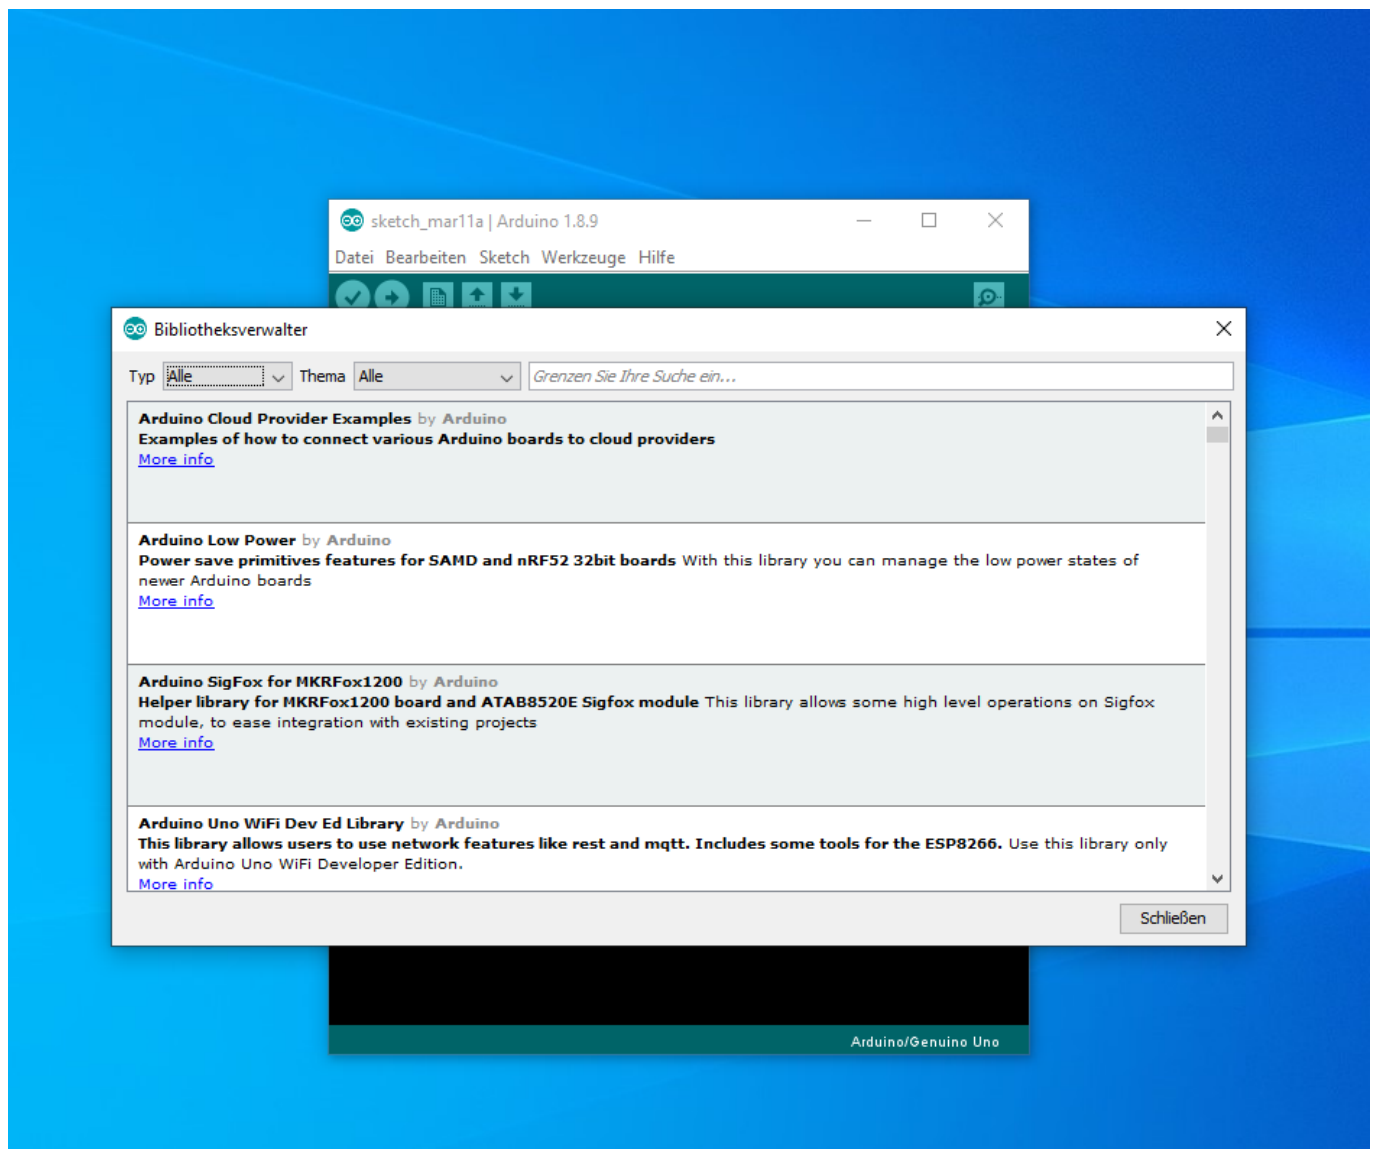 sketch_mar11a | Arduino 1.8.9
Datei Bearbeiten Sketch Werkzeuge Hilfe
Bibliotheksverwalter
Typ Alle Thema Alle Grenzen Sie Ihre Suche ein...
Arduino Cloud Provider Examples by Arduino
Examples of how to connect various Arduino boards to cloud providers
More info
Arduino Low Power by Arduino
Power save primitives features for SAMD and nRF52 32bit boards With this library you can manage the low power states of
newer Arduino boards
More info
Arduino SigFox for MKRFox1200 by Arduino
Helper library for MKRFox1200 board and ATAB8520E Sigfox module This library allows some high level operations on Sigfox
module, to ease integration with existing projects
More info
Arduino Uno WiFi Dev Ed Library by Arduino
This library allows users to use network features like rest and mqtt. Includes some tools for the ESP8266. Use this library only
with Arduino Uno WiFi Developer Edition.
More info
Schließen
Arduino/Genuino Uno